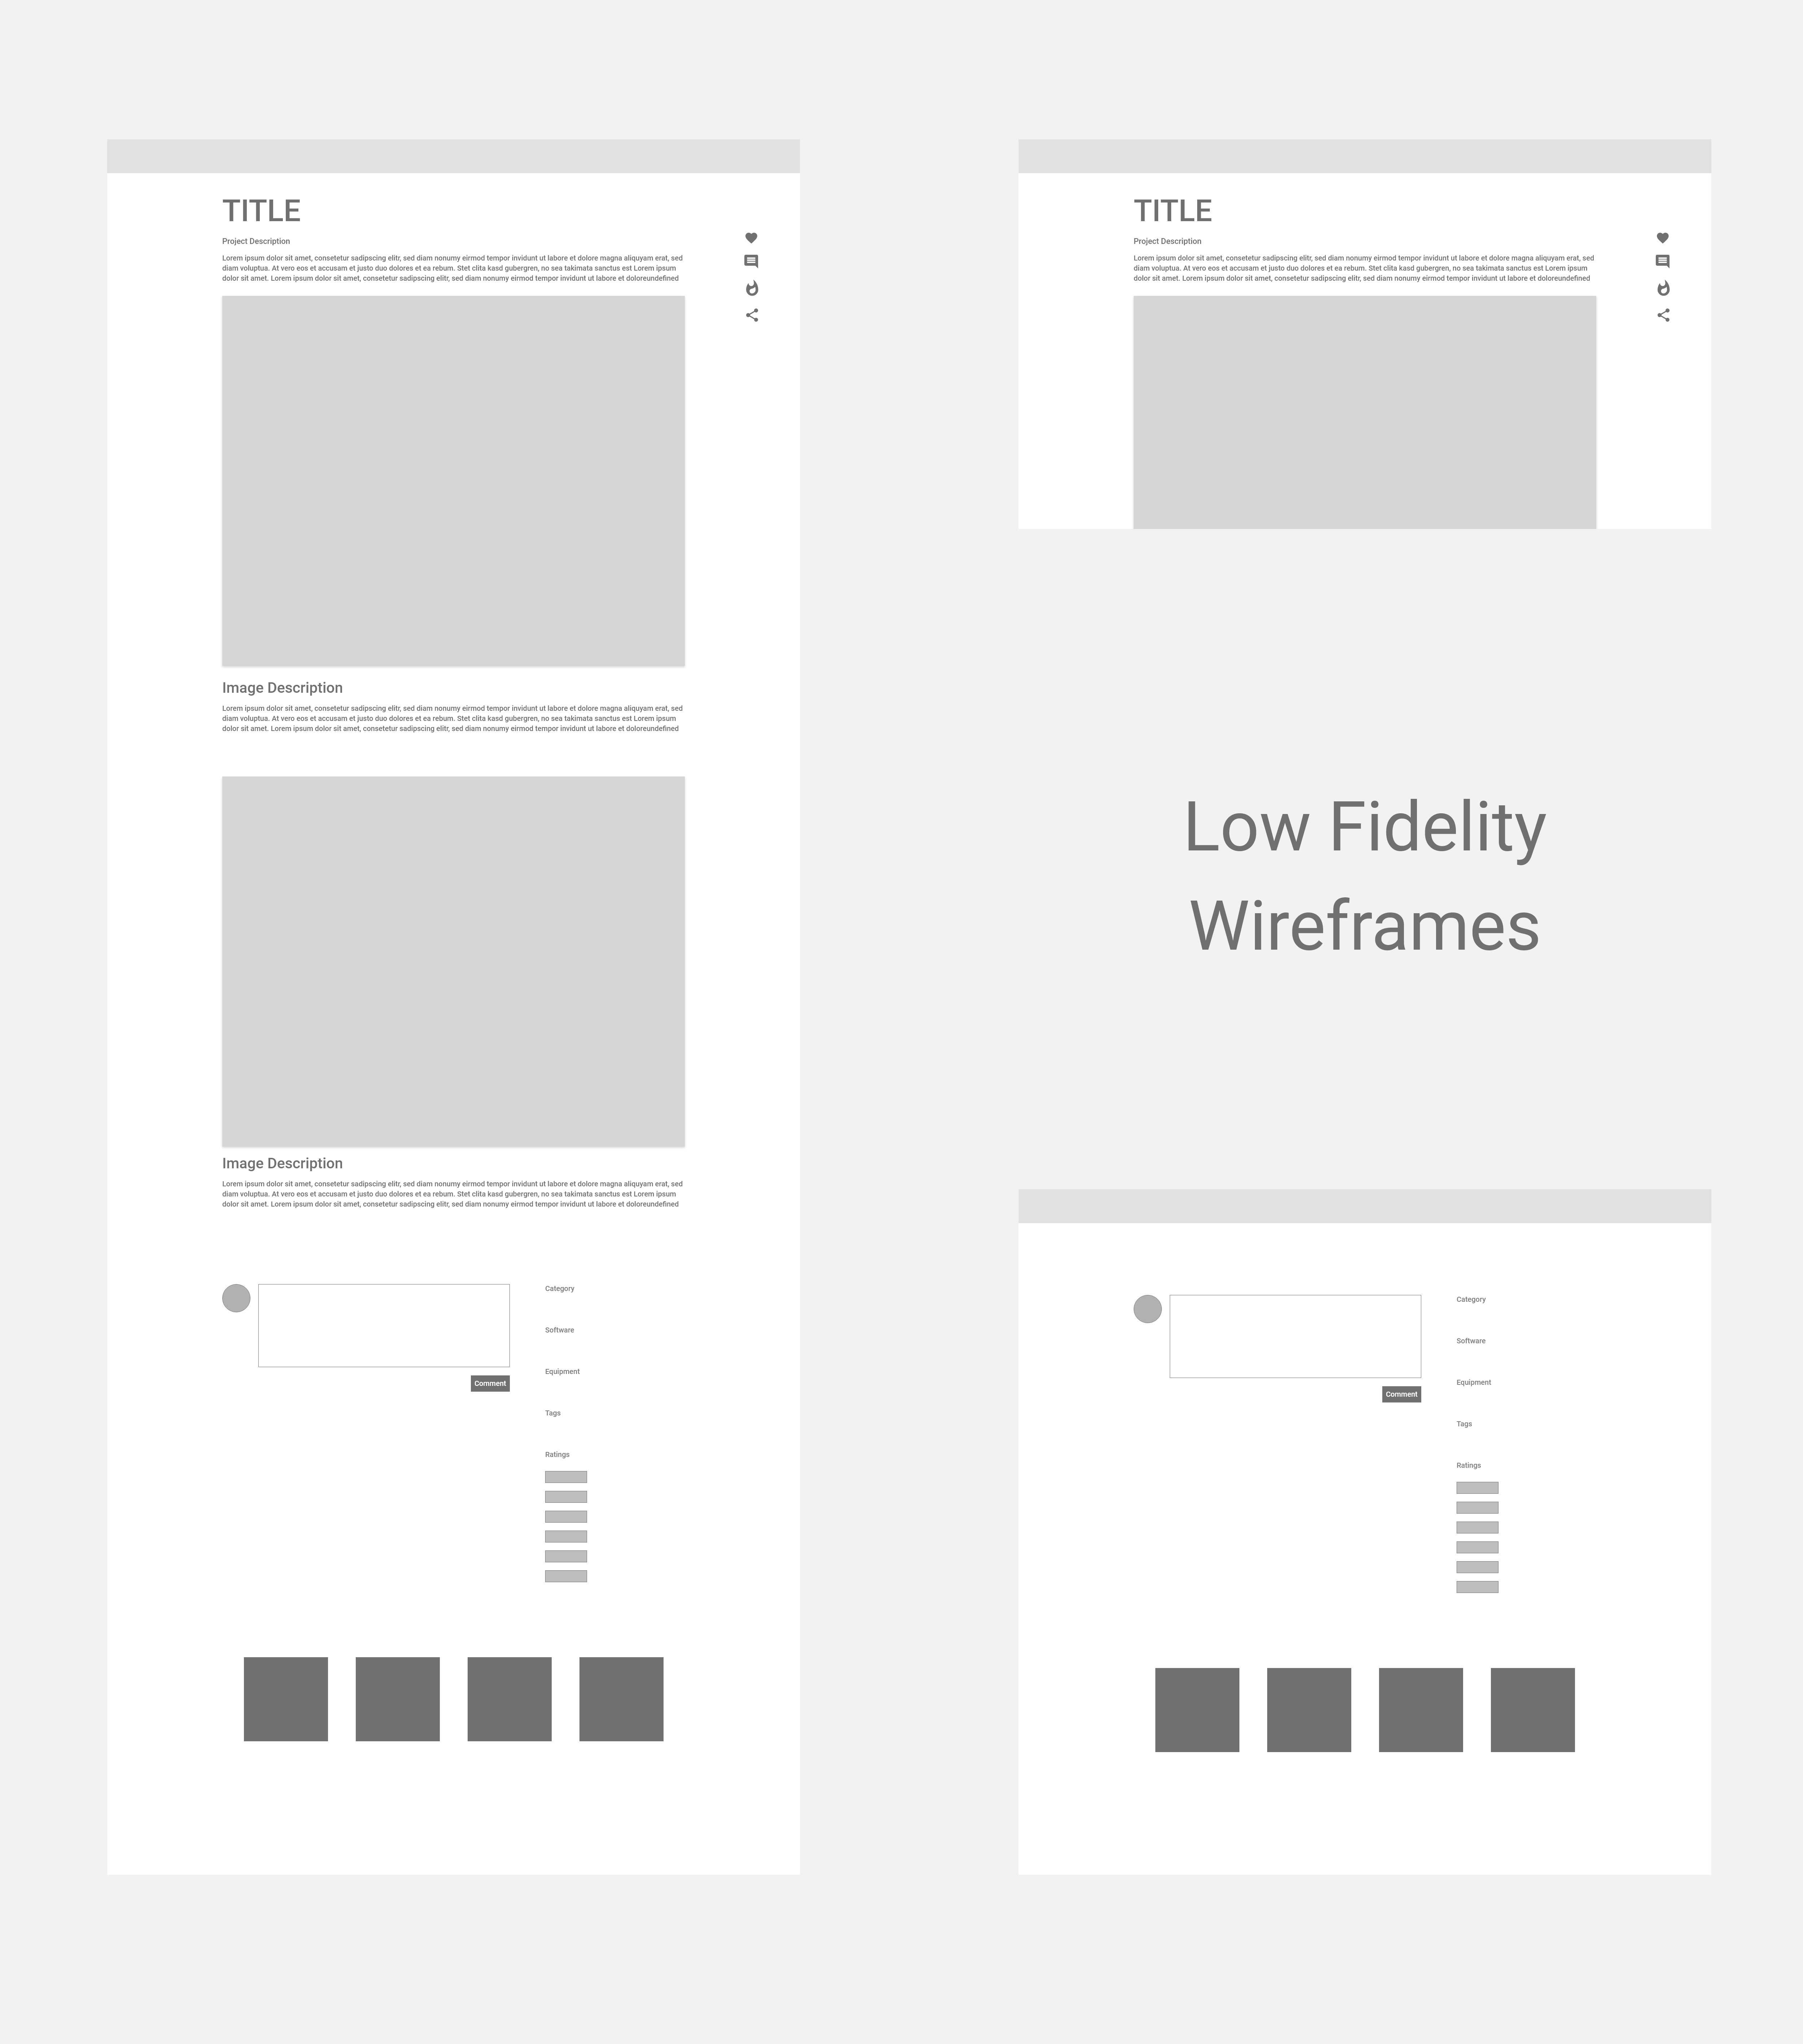 TITLE
Project Description
Lorem ipsum dolor sit amet, consetetur sadipscing elitr, sed diam nonumy eirmod tempor invidunt ut labore et dolore magna aliquyam erat, sed
diam voluptua. At vero eos et accusam et justo duo dolores et ea rebum. Stet clita kasd gubergren, no sea takimata sanctus est Lorem ipsum
dolor sit amet. Lorem ipsum dolor sit amet, consetetur sadipscing elitr, sed diam nonumy eirmod tempor invidunt ut labore et doloreundefined
Image Description
Lorem ipsum dolor sit amet, consetetur sadipscing elitr, sed diam nonumy eirmod tempor invidunt ut labore et dolore magna aliquyam erat, sed
diam voluptua. At vero eos et accusam et justo duo dolores et ea rebum. Stet clita kasd gubergren, no sea takimata sanctus est Lorem ipsum
dolor sit amet. Lorem ipsum dolor sit amet, consetetur sadipscing elitr, sed diam nonumy eirmod tempor invidunt ut labore et doloreundefined
Image Description
Lorem ipsum dolor sit amet, consetetur sadipscing elitr, sed diam nonumy eirmod tempor invidunt ut labore et dolore magna aliquyam erat, sed
diam voluptua. At vero eos et accusam et justo duo dolores et ea rebum. Stet clita kasd gubergren, no sea takimata sanctus est Lorem ipsum
dolor sit amet. Lorem ipsum dolor sit amet, consetetur sadipscing elitr, sed diam nonumy eirmod tempor invidunt ut labore et doloreundefined
Comment
Category
Software
Equipment
Tags
Ratings
TITLE
Project Description
Lorem ipsum dolor sit amet, consetetur sadipscing elitr, sed diam nonumy eirmod tempor invidunt ut labore et dolore magna aliquyam erat, sed
diam voluptua. At vero eos et accusam et justo duo dolores et ea rebum. Stet clita kasd gubergren, no sea takimata sanctus est Lorem ipsum
dolor sit amet. Lorem ipsum dolor sit amet, consetetur sadipscing elitr, sed diam nonumy eirmod tempor invidunt ut labore et doloreundefined
Low Fidelity
Wireframes
Comment
Category
Software
Equipment
Tags
Ratings